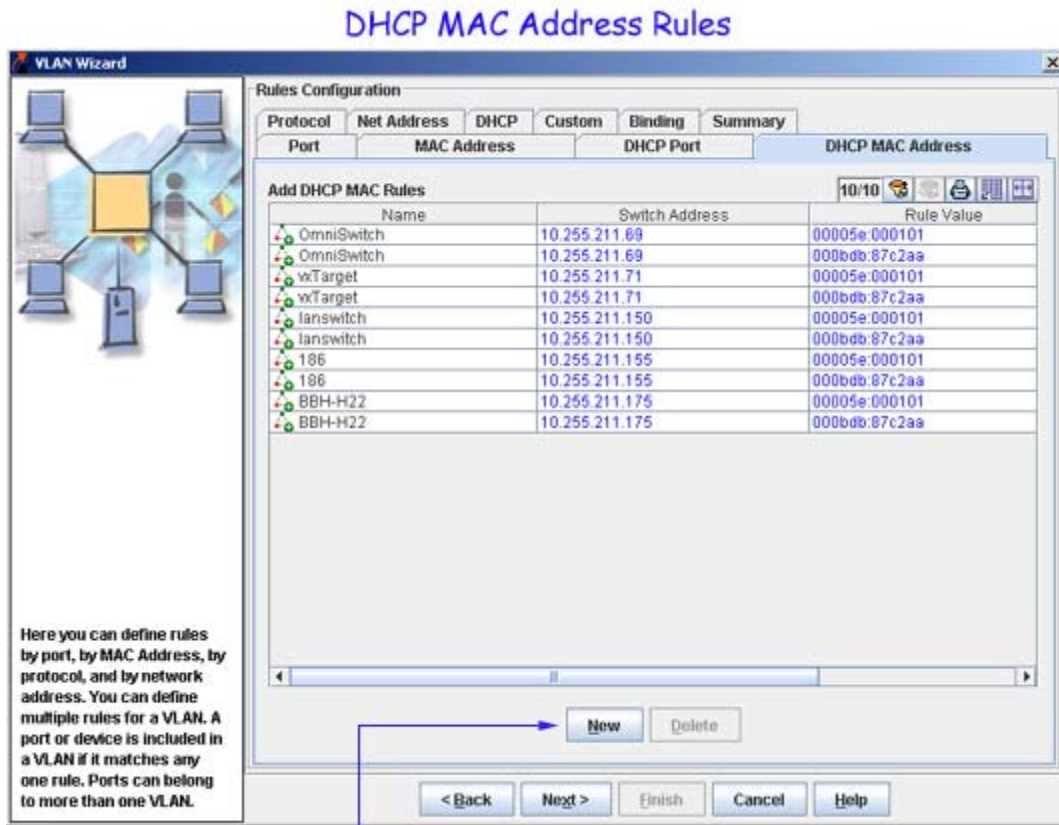 DHCP MAC Address Rules
VLAN Wizard
Rules Configuration
Protocol Net Address DHCP Custom Binding Summary
Port MAC Address DHCP Port DHCP MAC Address
Add DHCP MAC Rules 10/10
Name Switch Address Rule Value
OmniSwitch 10.255.211.69 00005e:000101
OmniSwitch 10.255.211.69 000bdb:87c2aa
vxTarget 10.255.211.71 00005e:000101
vxTarget 10.255.211.71 000bdb:87c2aa
lanswitch 10.255.211.150 00005e:000101
lanswitch 10.255.211.150 000bdb:87c2aa
186 10.255.211.155 00005e:000101
186 10.255.211.155 000bdb:87c2aa
BBH-H22 10.255.211.175 00005e:000101
BBH-H22 10.255.211.175 000bdb:87c2aa
Here you can define rules
by port, by MAC Address, by
protocol, and by network
address. You can define
multiple rules for a VLAN. A
port or device is included in
a VLAN if it matches any
one rule. Ports can belong
to more than one VLAN.
New Delete
< Back Next > Finish Cancel Help